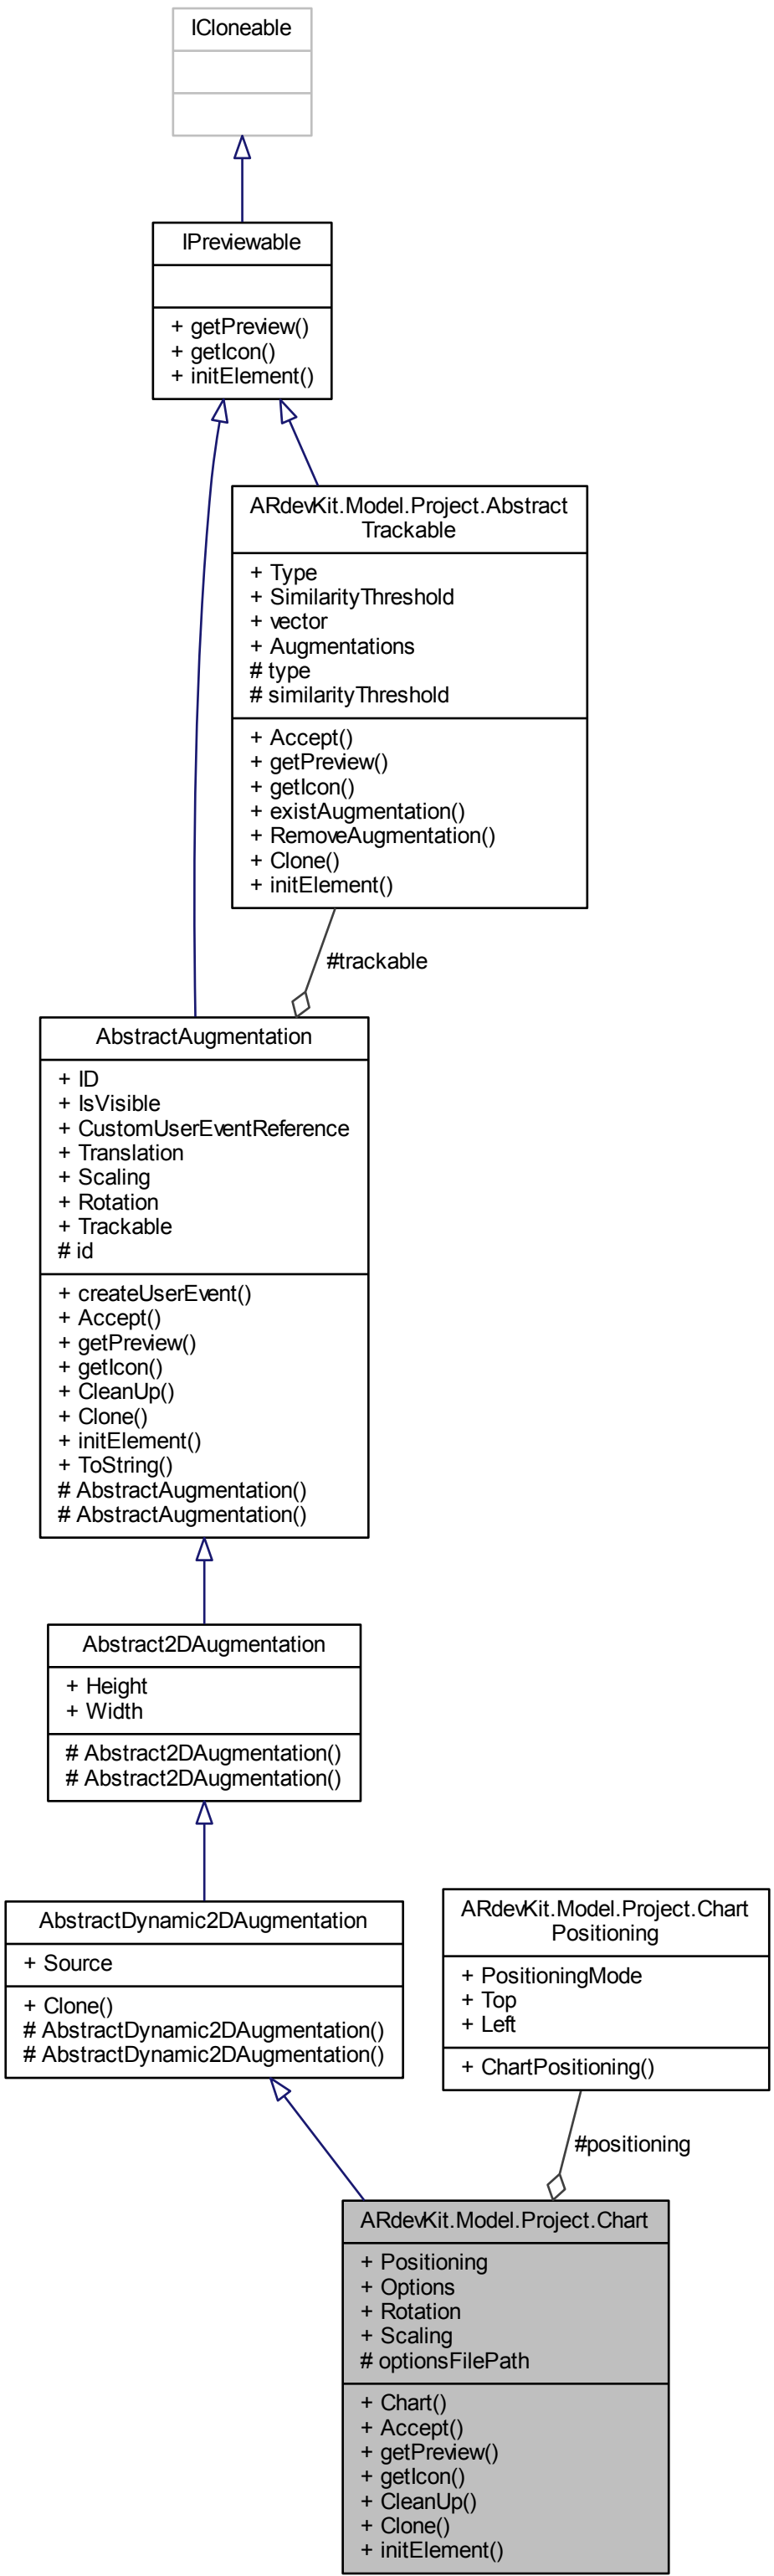 ICloneable
IPreviewable
+ getPreview()
+ getIcon()
+ initElement()
ARdevKit.Model.Project.Abstract
Trackable
+ Type
+ SimilarityThreshold
+ vector
+ Augmentations
# type
# similarityThreshold
+ Accept()
+ getPreview()
+ getIcon()
+ existAugmentation()
+ RemoveAugmentation()
+ Clone()
+ initElement()
#trackable
AbstractAugmentation
+ ID
+ IsVisible
+ CustomUserEventReference
+ Translation
+ Scaling
+ Rotation
+ Trackable
# id
+ createUserEvent()
+ Accept()
+ getPreview()
+ getIcon()
+ CleanUp()
+ Clone()
+ initElement()
+ ToString()
# AbstractAugmentation()
# AbstractAugmentation()
Abstract2DAugmentation
+ Height
+ Width
# Abstract2DAugmentation()
# Abstract2DAugmentation()
AbstractDynamic2DAugmentation
+ Source
+ Clone()
# AbstractDynamic2DAugmentation()
# AbstractDynamic2DAugmentation()
ARdevKit.Model.Project.Chart
Positioning
+ PositioningMode
+ Top
+ Left
+ ChartPositioning()
#positioning
ARdevKit.Model.Project.Chart
+ Positioning
+ Options
+ Rotation
+ Scaling
# optionsFilePath
+ Chart()
+ Accept()
+ getPreview()
+ getIcon()
+ CleanUp()
+ Clone()
+ initElement()